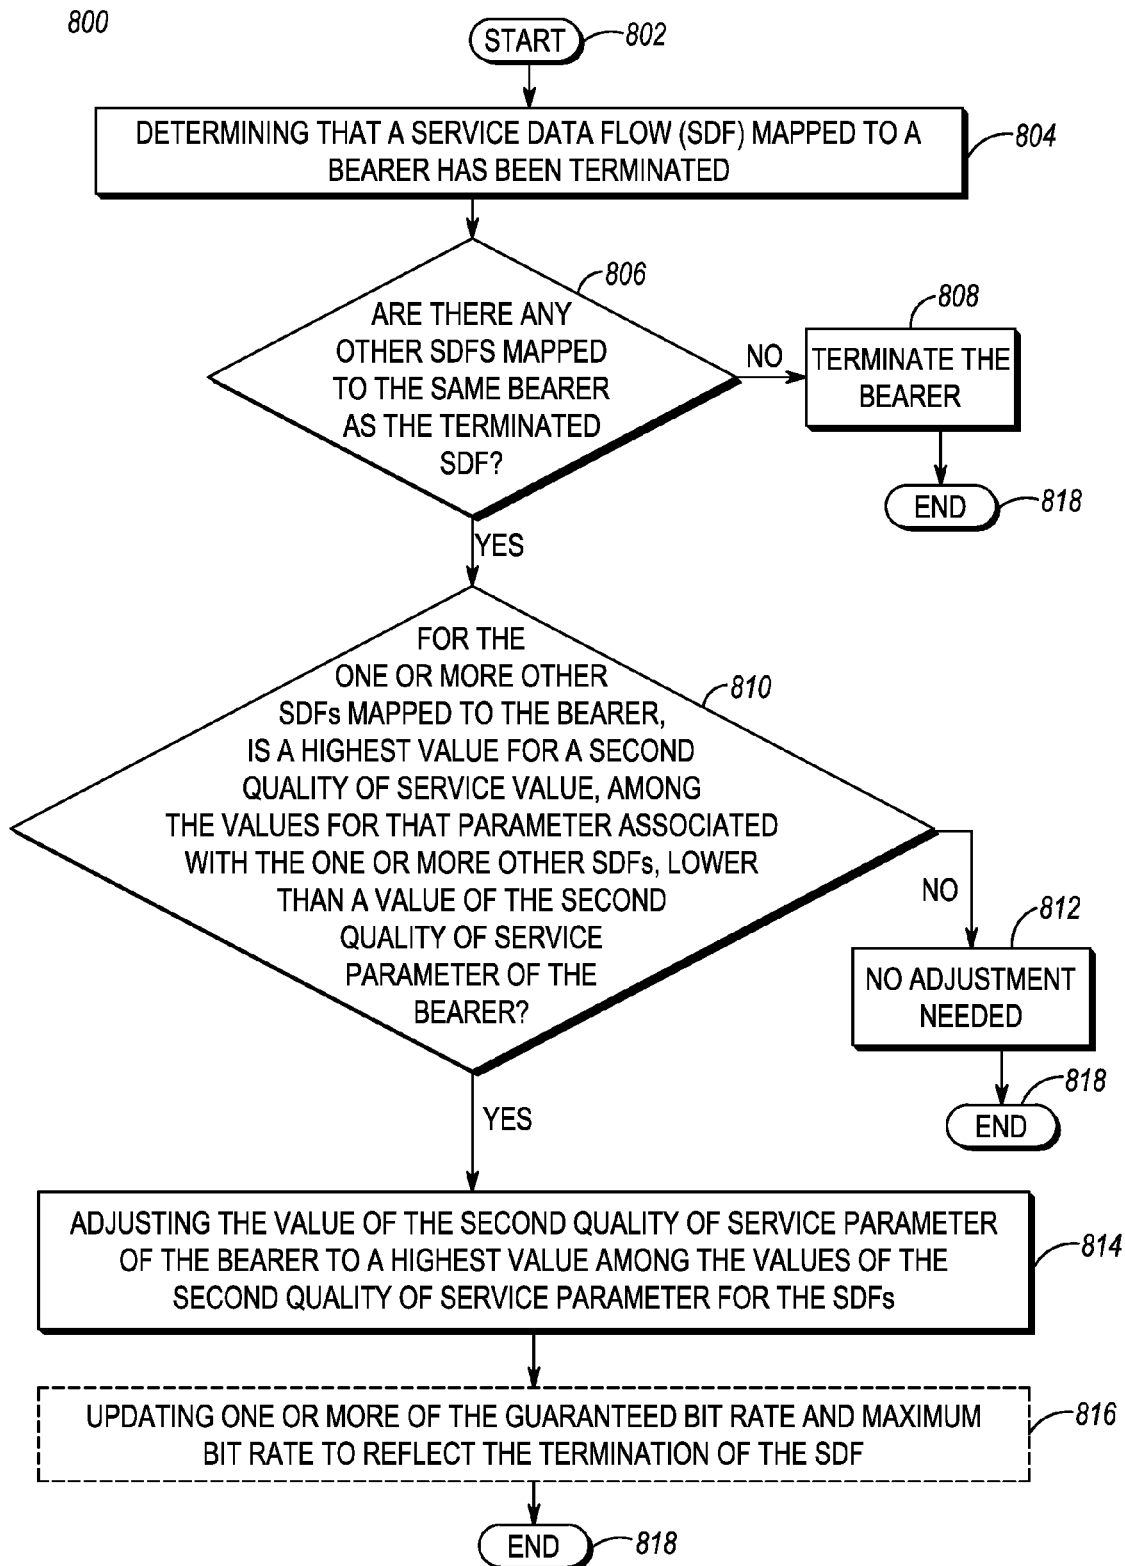 800
START
802
DETERMINING THAT A SERVICE DATA FLOW (SDF) MAPPED TO A
BEARER HAS BEEN TERMINATED
804
806
ARE THERE ANY
OTHER SDFS MAPPED
TO THE SAME BEARER
AS THE TERMINATED
SDF?
NO
808
TERMINATE THE
BEARER
END
818
YES
FOR THE
ONE OR MORE OTHER
SDFs MAPPED TO THE BEARER,
IS A HIGHEST VALUE FOR A SECOND
QUALITY OF SERVICE VALUE, AMONG
THE VALUES FOR THAT PARAMETER ASSOCIATED
WITH THE ONE OR MORE OTHER SDFs, LOWER
THAN A VALUE OF THE SECOND
QUALITY OF SERVICE
PARAMETER OF THE
BEARER?
810
NO
812
NO ADJUSTMENT
NEEDED
818
END
YES
ADJUSTING THE VALUE OF THE SECOND QUALITY OF SERVICE PARAMETER
OF THE BEARER TO A HIGHEST VALUE AMONG THE VALUES OF THE
SECOND QUALITY OF SERVICE PARAMETER FOR THE SDFs
814
UPDATING ONE OR MORE OF THE GUARANTEED BIT RATE AND MAXIMUM
BIT RATE TO REFLECT THE TERMINATION OF THE SDF
816
END
818